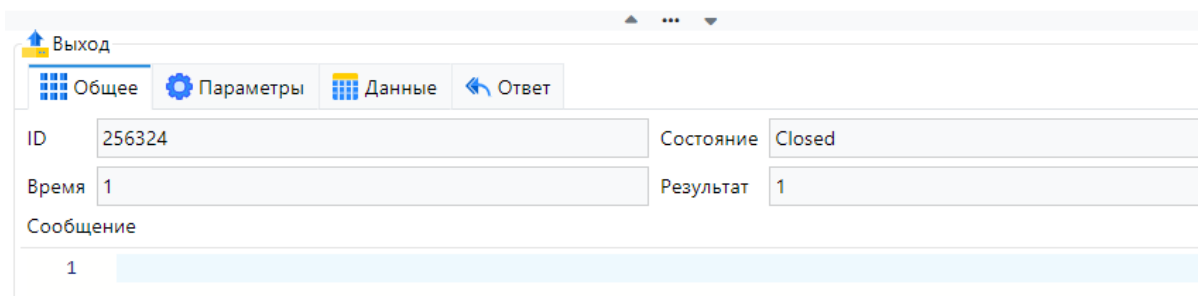 Выход
Общее Параметры Данные Ответ
ID 256324 Состояние Closed
Время 1 Результат 1
Сообщение
1